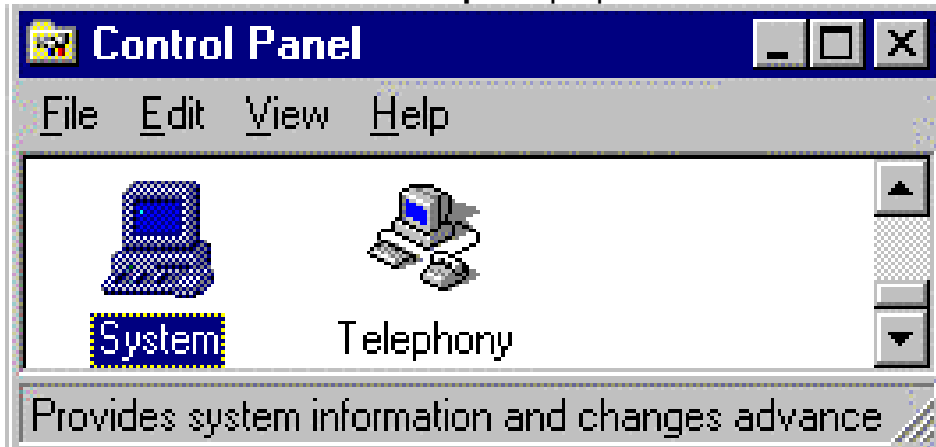 Control Panel
File Edit View Help
System Telephony
Provides system information and changes advance